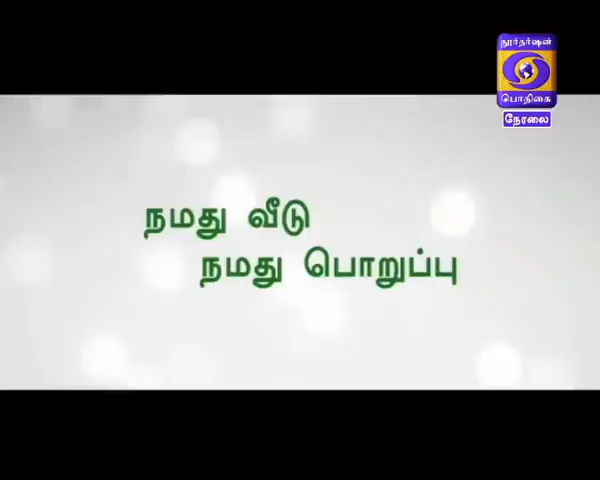 தூர்தர்ஷன்
பொதிகை
நேரலை
நமது வீடு
நமது பொறுப்பு